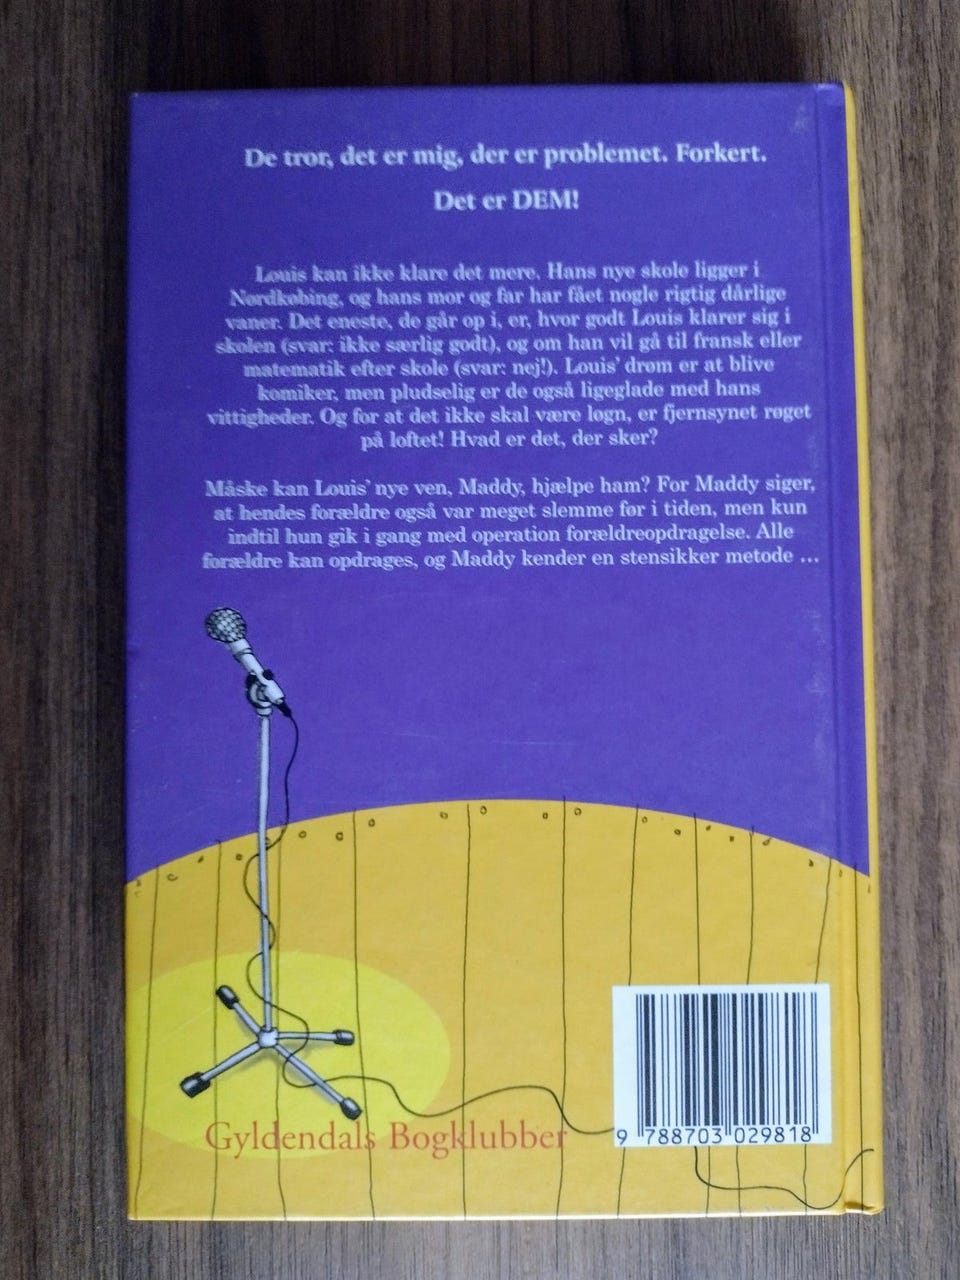 De tror, det er mig, der er problemet. Forkert.
Det er DEM!
Louis kan ikke klare det mere. Hans nye skole ligger i
Nørdkøbing, og hans mor og far har fået nogle rigtig dårlige
vaner. Det eneste, de går op i, er, hvor godt Louis klarer sig i
skolen (svar: ikke særlig godt), og om han vil gå til fransk eller
matematik efter skole (svar: nej!). Louis’ drøm er at blive
komiker, men pludselig er de også ligeglade med hans
vittigheder. Og for at det ikke skal være løgn, er fjernsynet røget
på loftet! Hvad er det, der sker?
Måske kan Louis’ nye ven, Maddy, hjælpe ham? For Maddy siger,
at hendes forældre også var meget slemme før i tiden, men kun
indtil hun gik i gang med operation forældreopdragelse. Alle
forældre kan opdrages, og Maddy kender en stensikker metode ...
Gyldendals Bogklubber
9 788703 029818